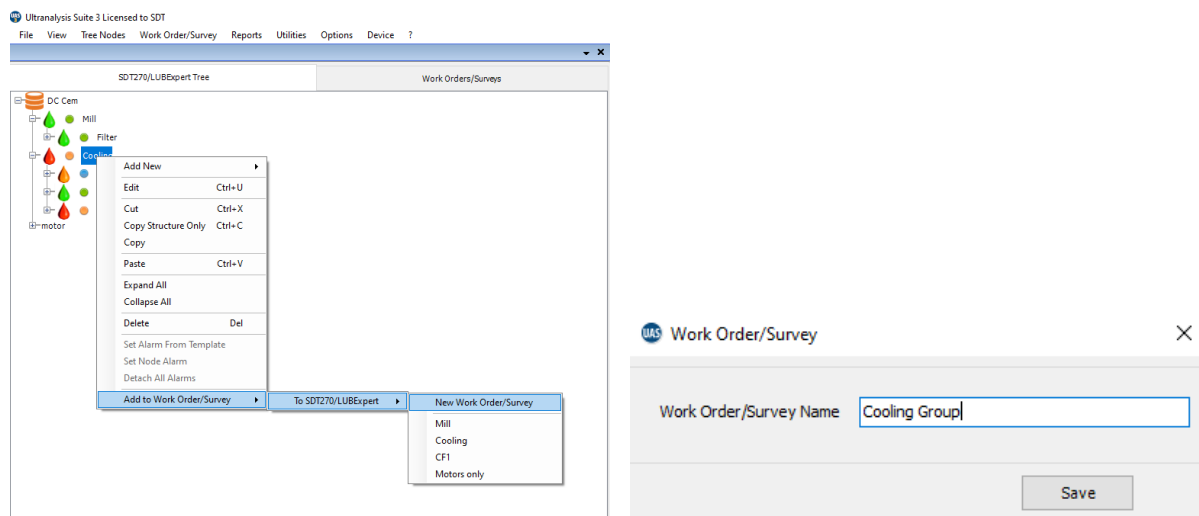 Ultranalysis Suite 3 Licensed to SDT
File View Tree Nodes Work Order/Survey Reports Utilities Options Device ?
SDT270/LUBExpert Tree Work Orders/Surveys
DC Cem
Mill
Filter
Cooling
motor
Add New
Edit Ctrl+U
Cut Ctrl+X
Copy Structure Only Ctrl+C
Copy
Paste Ctrl+V
Expand All
Collapse All
Delete Del
Set Alarm From Template
Set Node Alarm
Detach All Alarms
Add to Work Order/Survey To SDT270/LUBExpert New Work Order/Survey
Mill
Cooling
CF1
Motors only
UAS Work Order/Survey
Work Order/Survey Name Cooling Group
Save